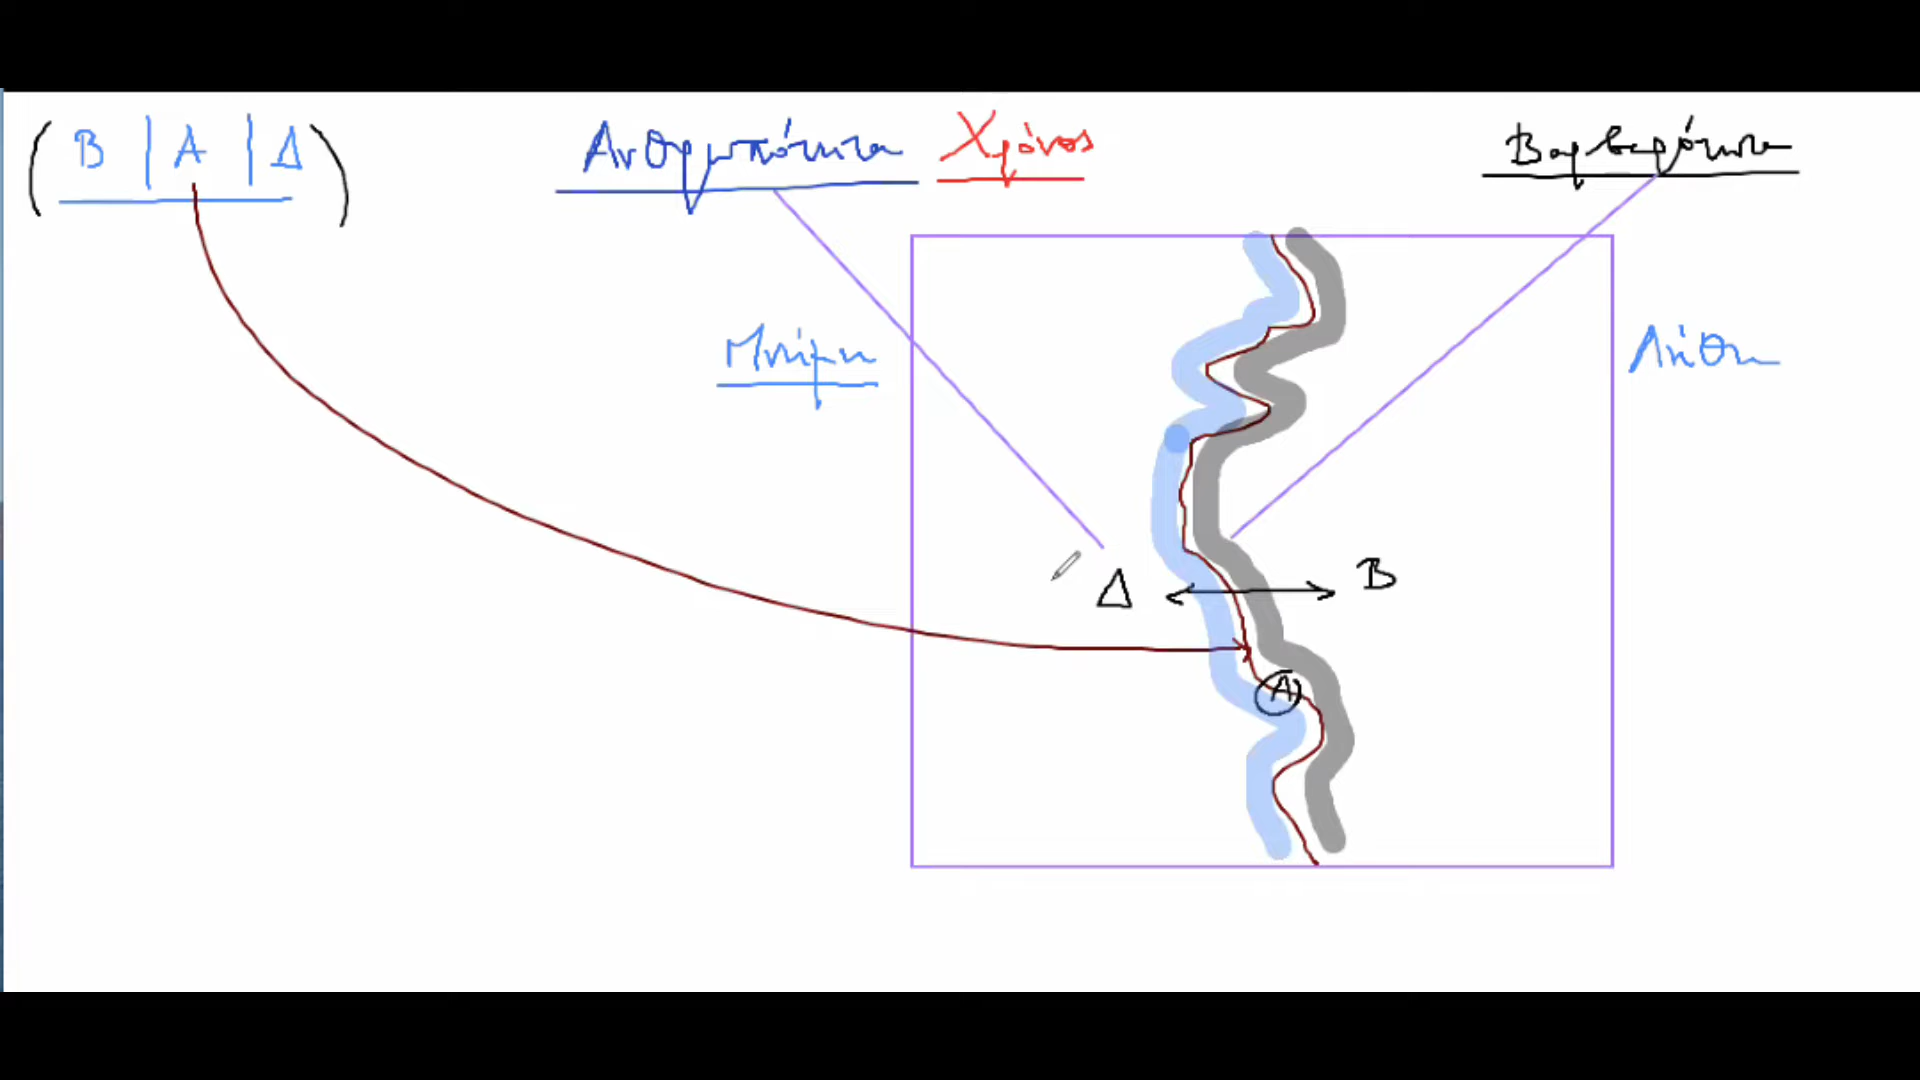 ( Β | Α | Δ )
Ανθρωπότητα Χρόνος
Βαρβαρότητα
Μνήμη
Λήθη
Δ Β
Α